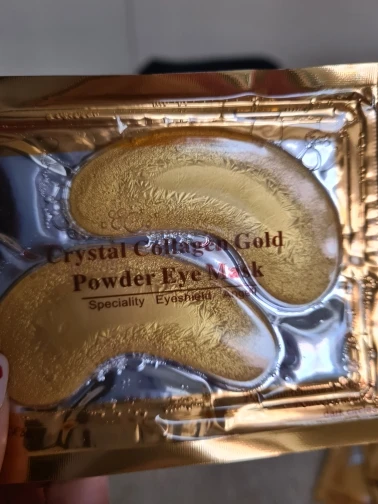 Crystal Collagen Gold
Powder Eye Mask
Speciality Eyeshield